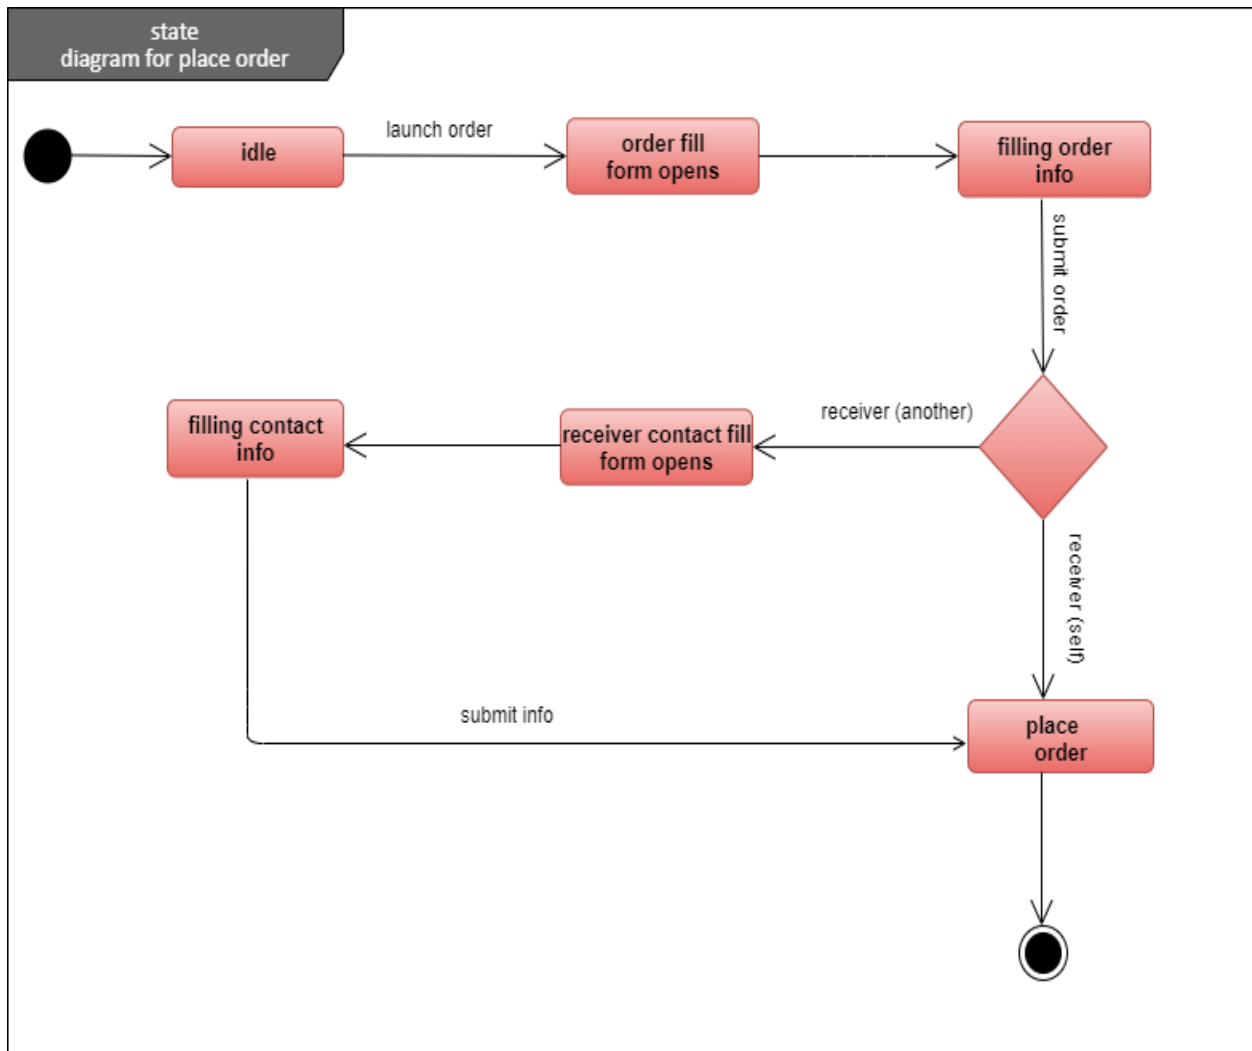 state
diagram for place order
idle
launch order
order fill
form opens
filling order
info
submit order
receiver (another)
receiver contact fill
form opens
filling contact
info
receiver (self)
submit info
place
order